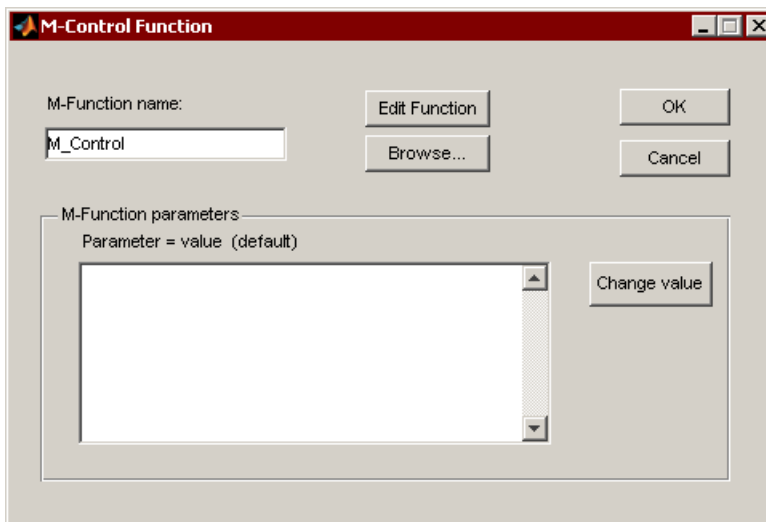 M-Control Function
M-Function name:
M_Control
Edit Function
Browse...
OK
Cancel
M-Function parameters
Parameter = value (default)
Change value